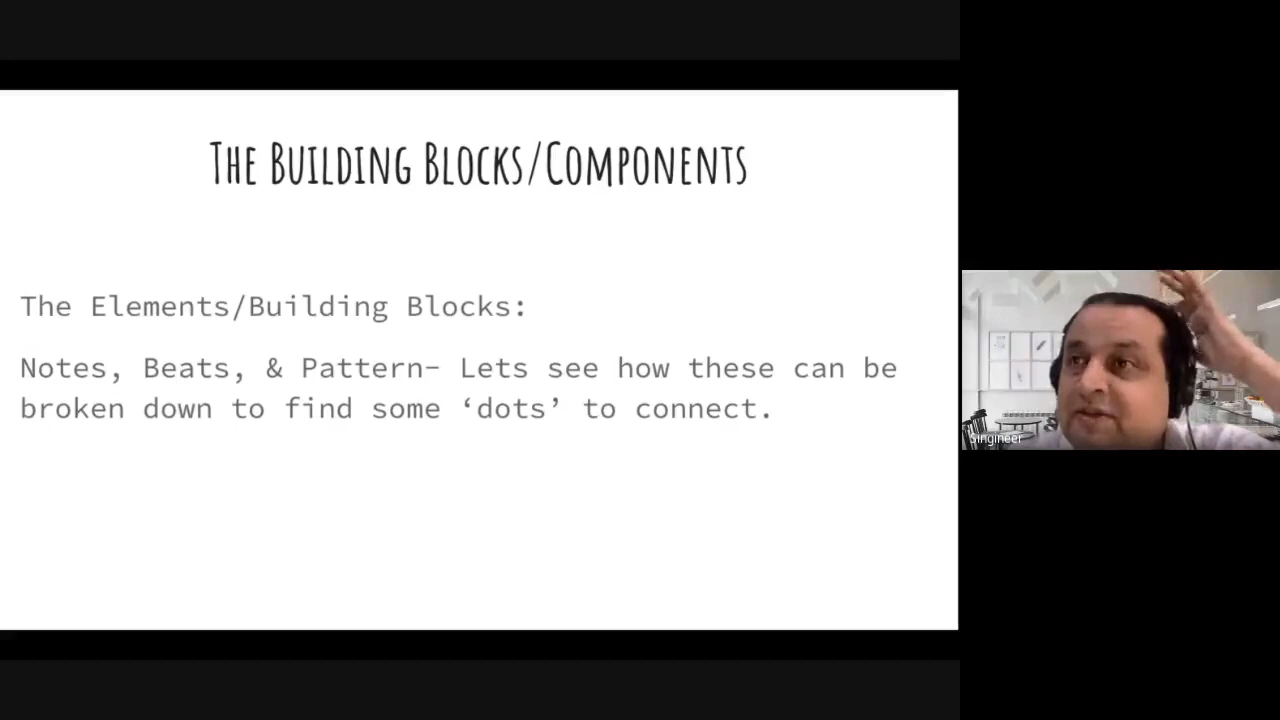 The Building Blocks/Components
The Elements/Building Blocks:
Notes, Beats, & Pattern– Lets see how these can be
broken down to find some ‘dots’ to connect.
Singineer